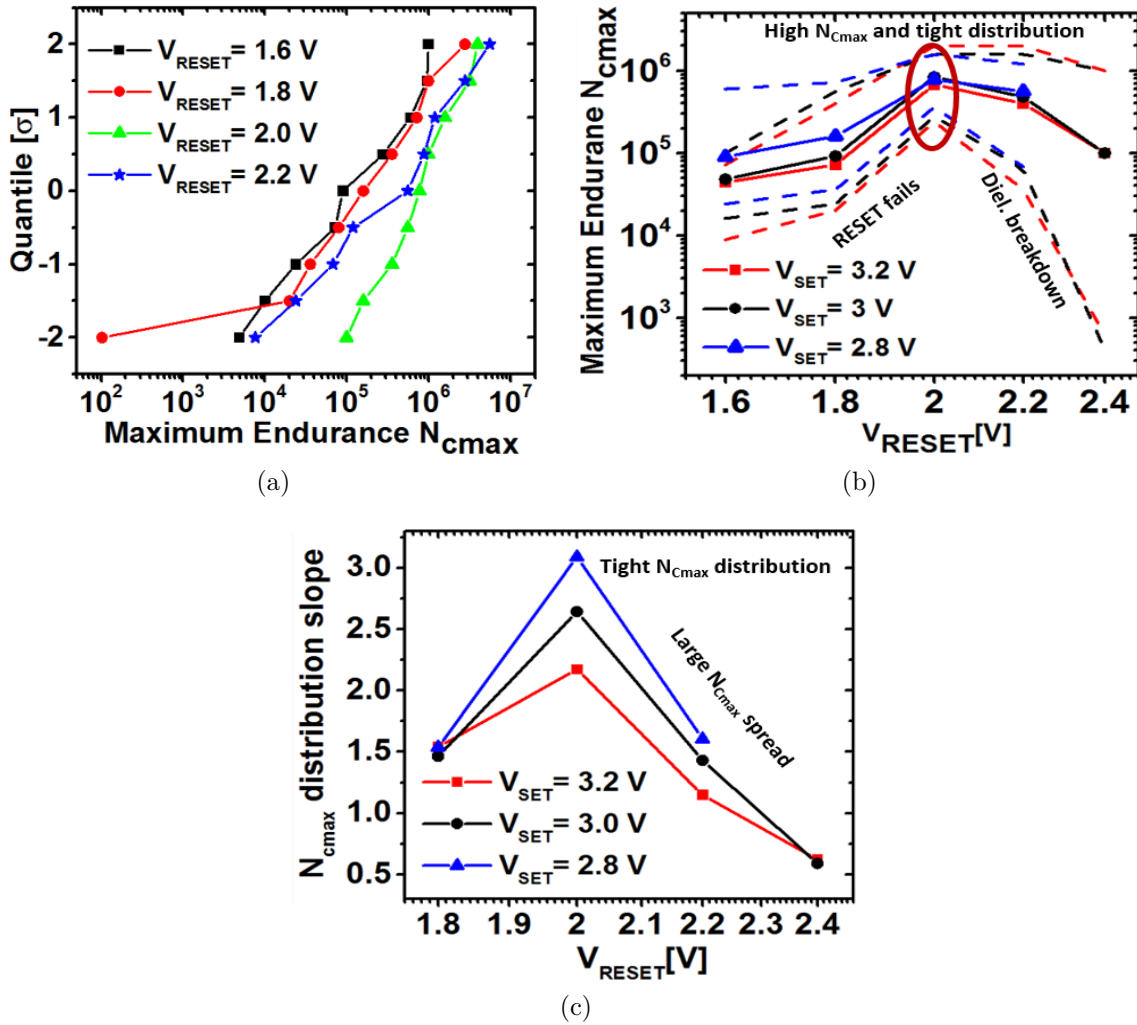 Quantile [σ]
2
1
0
-1
-2
V_RESET= 1.6 V
V_RESET= 1.8 V
V_RESET= 2.0 V
V_RESET= 2.2 V
10^2 10^3 10^4 10^5 10^6 10^7
Maximum Endurance N_cmax
(a)
Maximum Endurane N_cmax
10^6
10^5
10^4
10^3
High N_Cmax and tight distribution
RESET fails
Diel. breakdown
V_SET= 3.2 V
V_SET= 3 V
V_SET= 2.8 V
1.6 1.8 2 2.2 2.4
V_RESET[V]
(b)
N_cmax distribution slope
3.0
2.5
2.0
1.5
1.0
0.5
Tight N_Cmax distribution
Large N_Cmax spread
V_SET= 3.2 V
V_SET= 3.0 V
V_SET= 2.8 V
1.8 1.9 2 2.1 2.2 2.3 2.4
V_RESET[V]
(c)